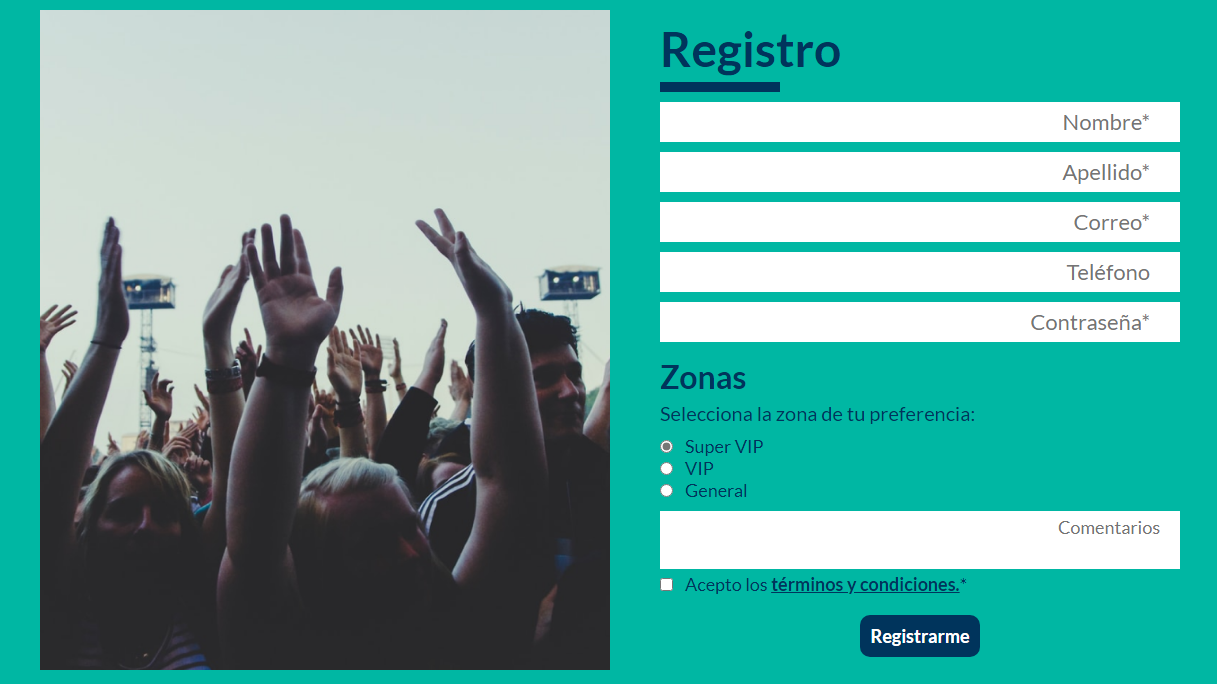 Registro
Nombre*
Apellido*
Correo*
Teléfono
Contraseña*
Zonas
Selecciona la zona de tu preferencia:
Super VIP
VIP
General
Comentarios
Acepto los términos y condiciones.*
Registrarme